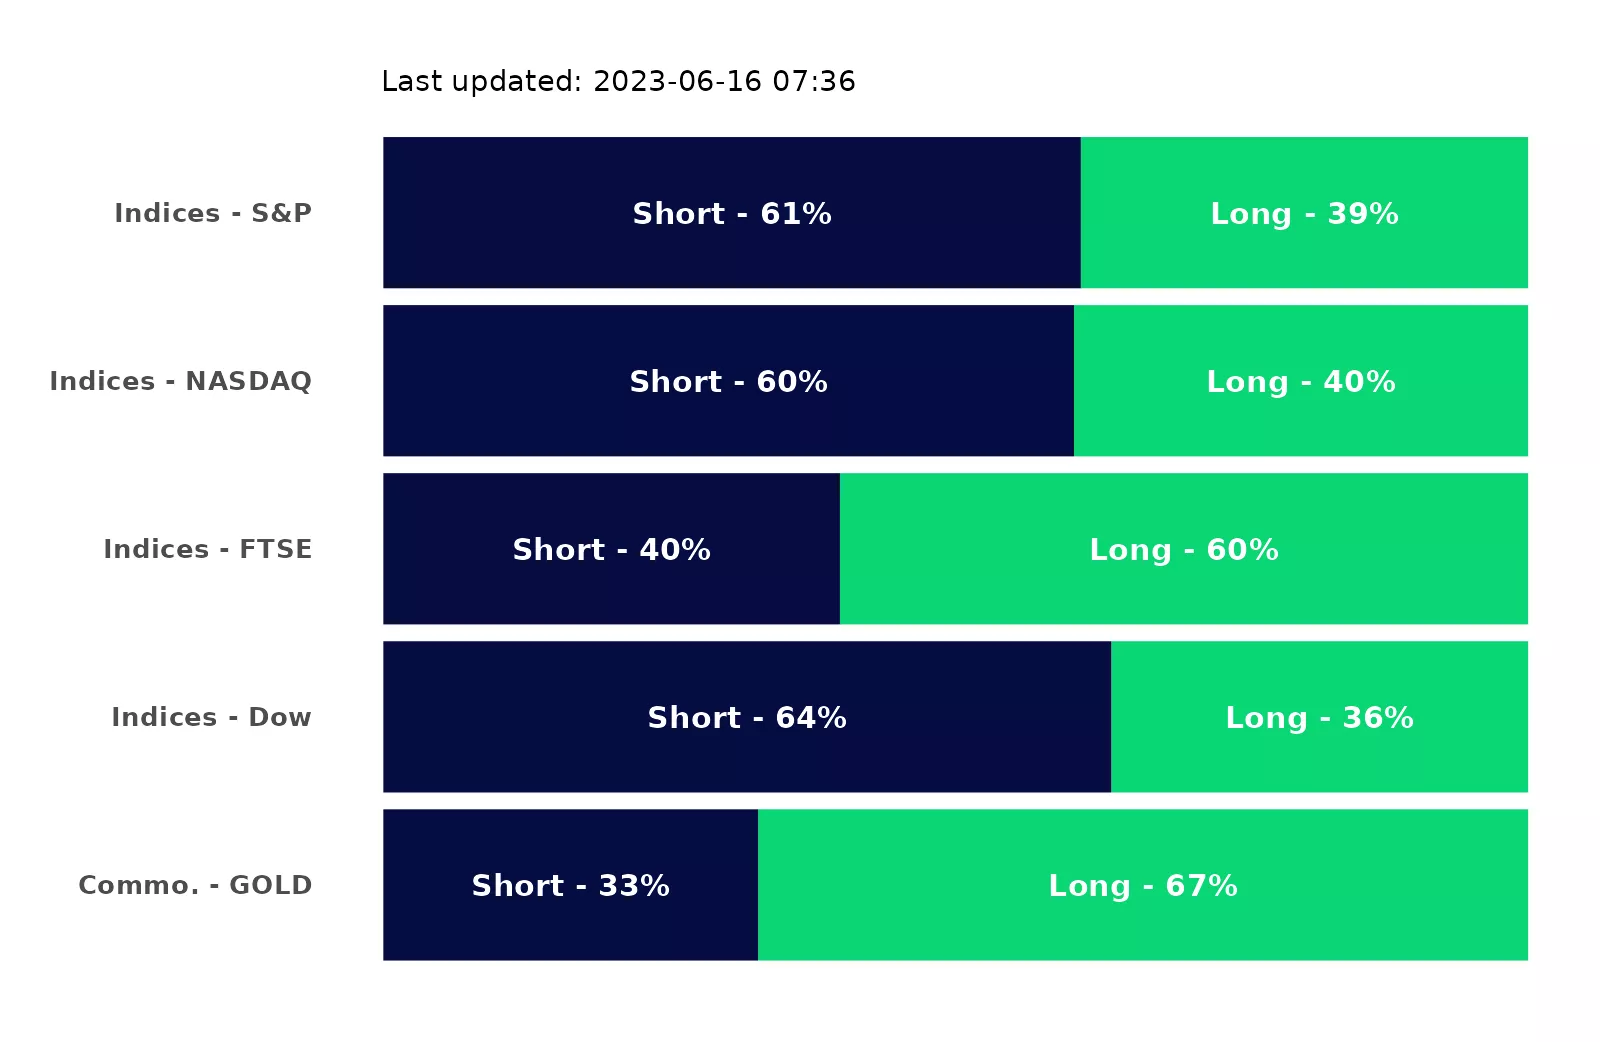 Last updated: 2023-06-16 07:36
Indices - S&P Short - 61% Long - 39%
Indices - NASDAQ Short - 60% Long - 40%
Indices - FTSE Short - 40% Long - 60%
Indices - Dow Short - 64% Long - 36%
Commo. - GOLD Short - 33% Long - 67%